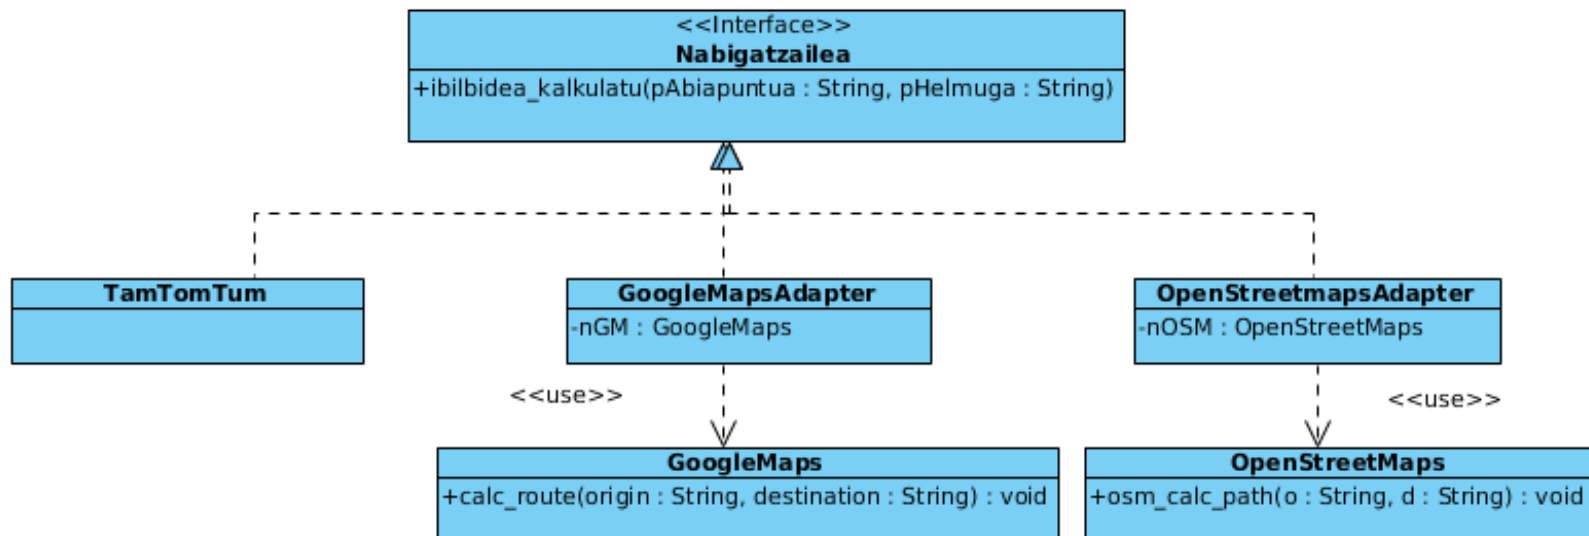 <<Interface>>
Nabigatzailea
+ibilbidea_kalkulatu(pAbiapuntua : String, pHelmuga : String)
TamTomTum
GoogleMapsAdapter
-nGM : GoogleMaps
OpenStreetmapsAdapter
-nOSM : OpenStreetMaps
<<use>>
<<use>>
GoogleMaps
+calc_route(origin : String, destination : String) : void
OpenStreetMaps
+osm_calc_path(o : String, d : String) : void